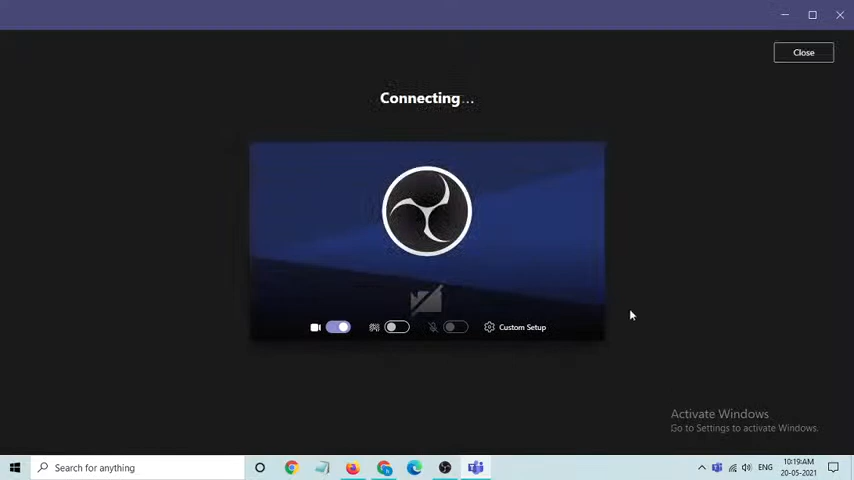 Close
Connecting...
Custom Setup
Activate Windows
Go to Settings to activate Windows.
Search for anything
ENG
10:19 AM
20-05-2021